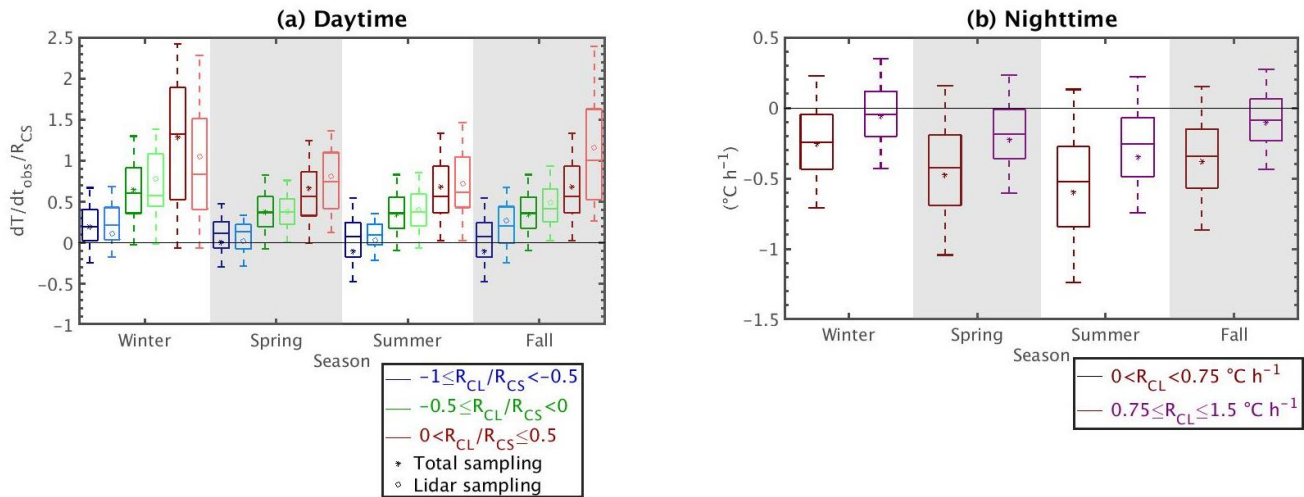 (a) Daytime
dT/dt_obs/R_CS
2.5
2
1.5
1
0.5
0
-0.5
-1
Winter Spring Summer Fall
Season
-1≤R_CL/R_CS<-0.5
-0.5≤R_CL/R_CS<0
0<R_CL/R_CS≤0.5
Total sampling
Lidar sampling
(b) Nighttime
(°C h⁻¹)
0.5
0
-0.5
-1
-1.5
Winter Spring Summer Fall
Season
0<R_CL<0.75 °C h⁻¹
0.75≤R_CL≤1.5 °C h⁻¹